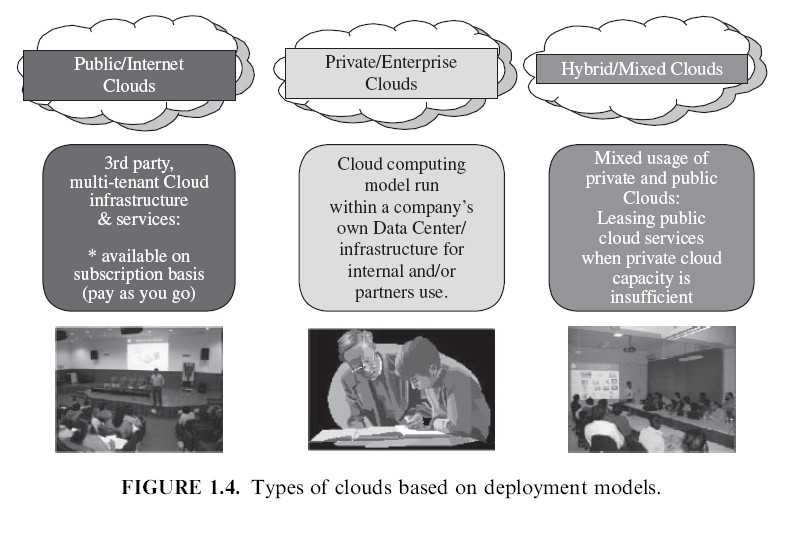 Public/Internet
Clouds
Private/Enterprise
Clouds
Hybrid/Mixed Clouds
3rd party,
multi-tenant Cloud
infrastructure
& services:
* available on
subscription basis
(pay as you go)
Cloud computing
model run
within a company's
own Data Center/
infrastructure for
internal and/or
partners use.
Mixed usage of
private and public
Clouds:
Leasing public
cloud services
when private cloud
capacity is
insufficient
FIGURE 1.4. Types of clouds based on deployment models.